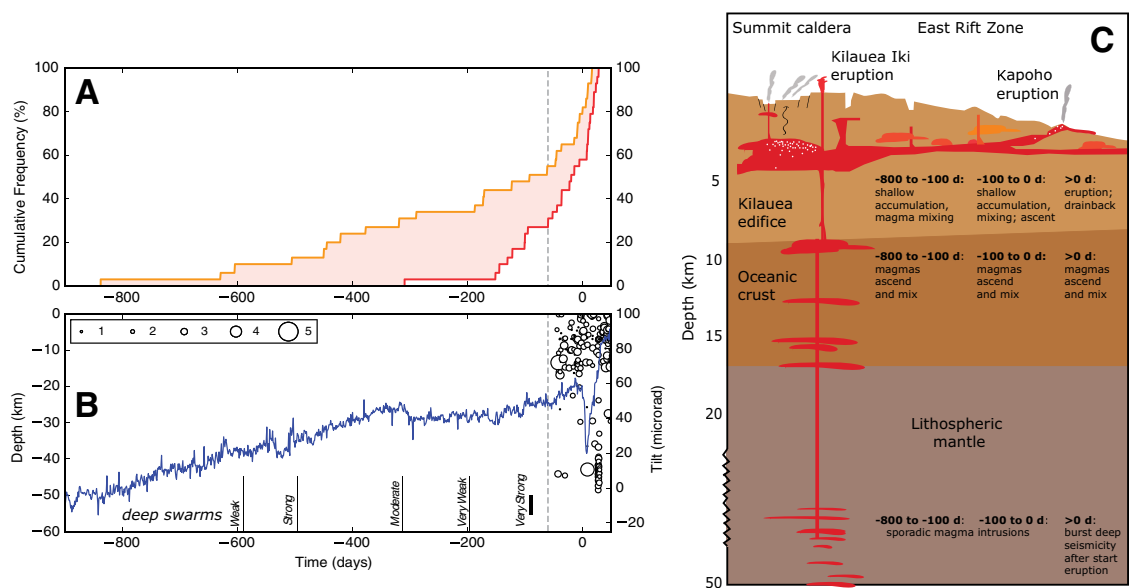 A
Cumulative Frequency (%)
100
80
60
40
20
0
100
80
60
40
20
0
−800
−600
−400
−200
0
B
1
2
3
4
5
Depth (km)
0
−10
−20
−30
−40
−50
−60
Tilt (microrad)
100
80
60
40
20
0
−20
deep swarms
Weak
Strong
Moderate
Very Weak
Very Strong
−800
−600
−400
−200
0
Time (days)
C
Summit caldera
East Rift Zone
Kilauea Iki
eruption
Kapoho
eruption
Depth (km)
5
10
15
20
50
Kilauea
edifice
-800 to -100 d:
shallow
accumulation,
magma mixing
-100 to 0 d:
shallow
accumulation,
mixing; ascent
>0 d:
eruption;
drainback
Oceanic
crust
-800 to -100 d:
magmas
ascend
and mix
-100 to 0 d:
magmas
ascend
and mix
>0 d:
magmas
ascend
and mix
Lithospheric
mantle
-800 to -100 d:
-100 to 0 d:
sporadic magma intrusions
>0 d:
burst deep
seismicity
after start
eruption